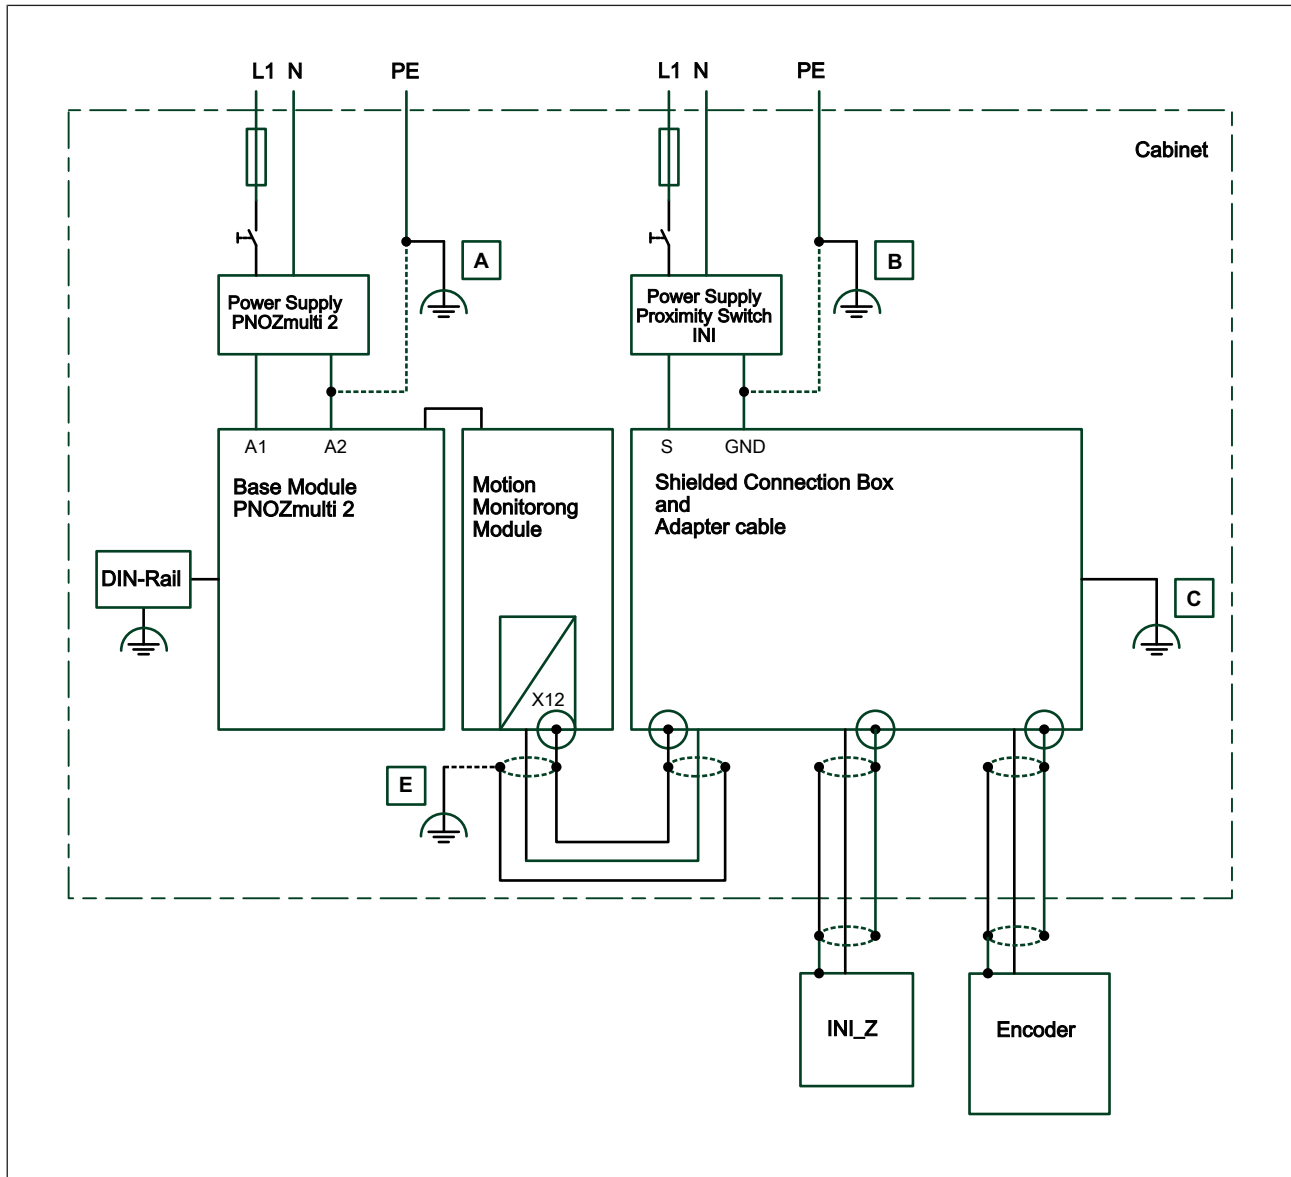 L1 N PE
L1 N PE
Cabinet
A
B
Power Supply
PNOZmulti 2
Power Supply
Proximity Switch
INI
A1 A2
Base Module
PNOZmulti 2
Motion
Monitorong
Module
S GND
Shielded Connection Box
and
Adapter cable
DIN-Rail
C
X12
E
INI_Z
Encoder